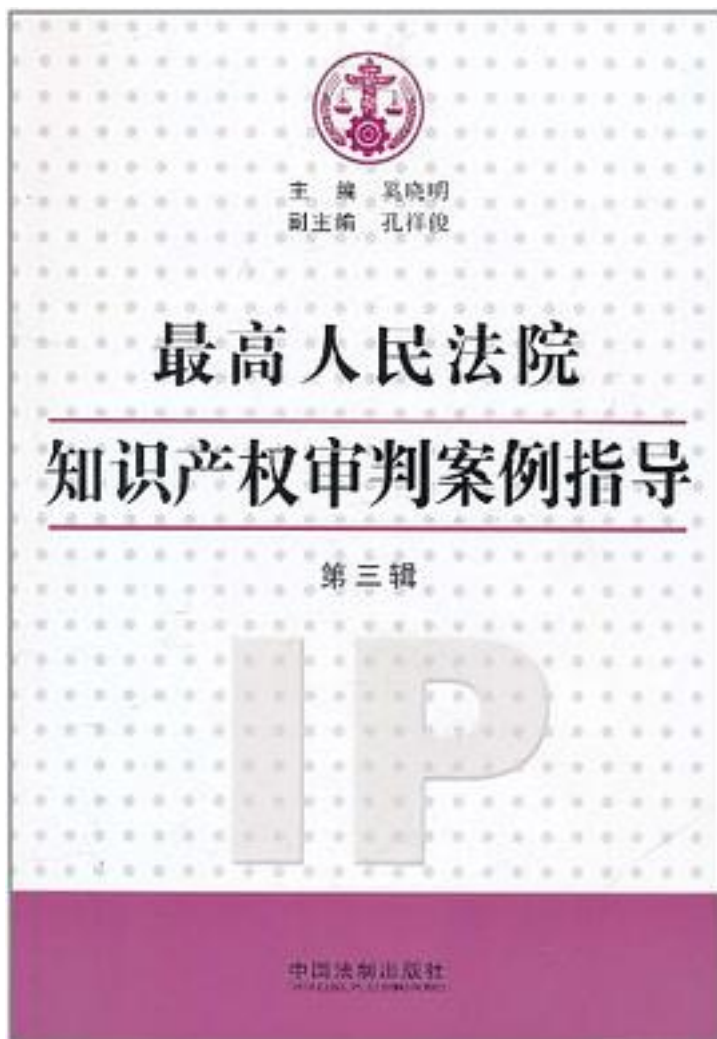 主 编 奚晓明
副主编 孔祥俊
最高人民法院
知识产权审判案例指导
第三辑
IP
中国法制出版社